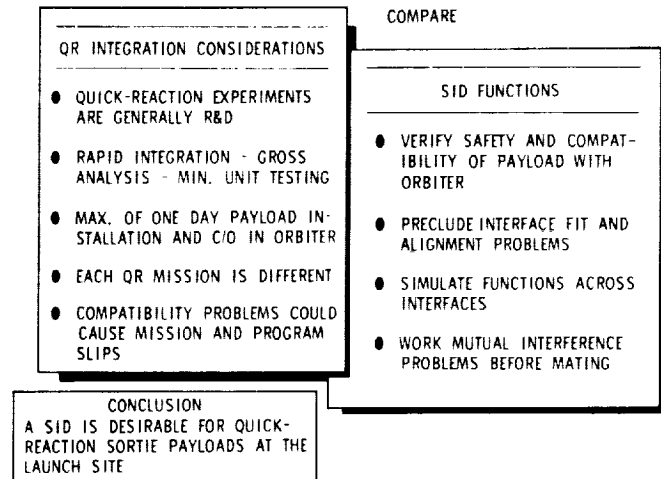 COMPARE
QR INTEGRATION CONSIDERATIONS
● QUICK-REACTION EXPERIMENTS
ARE GENERALLY R&D
● RAPID INTEGRATION - GROSS
ANALYSIS - MIN. UNIT TESTING
● MAX. OF ONE DAY PAYLOAD IN-
STALLATION AND C/O IN ORBITER
● EACH QR MISSION IS DIFFERENT
● COMPATIBILITY PROBLEMS COULD
CAUSE MISSION AND PROGRAM
SLIPS
SID FUNCTIONS
● VERIFY SAFETY AND COMPAT-
IBILITY OF PAYLOAD WITH
ORBITER
● PRECLUDE INTERFACE FIT AND
ALIGNMENT PROBLEMS
● SIMULATE FUNCTIONS ACROSS
INTERFACES
● WORK MUTUAL INTERFERENCE
PROBLEMS BEFORE MATING
CONCLUSION
A SID IS DESIRABLE FOR QUICK-
REACTION SORTIE PAYLOADS AT THE
LAUNCH SITE